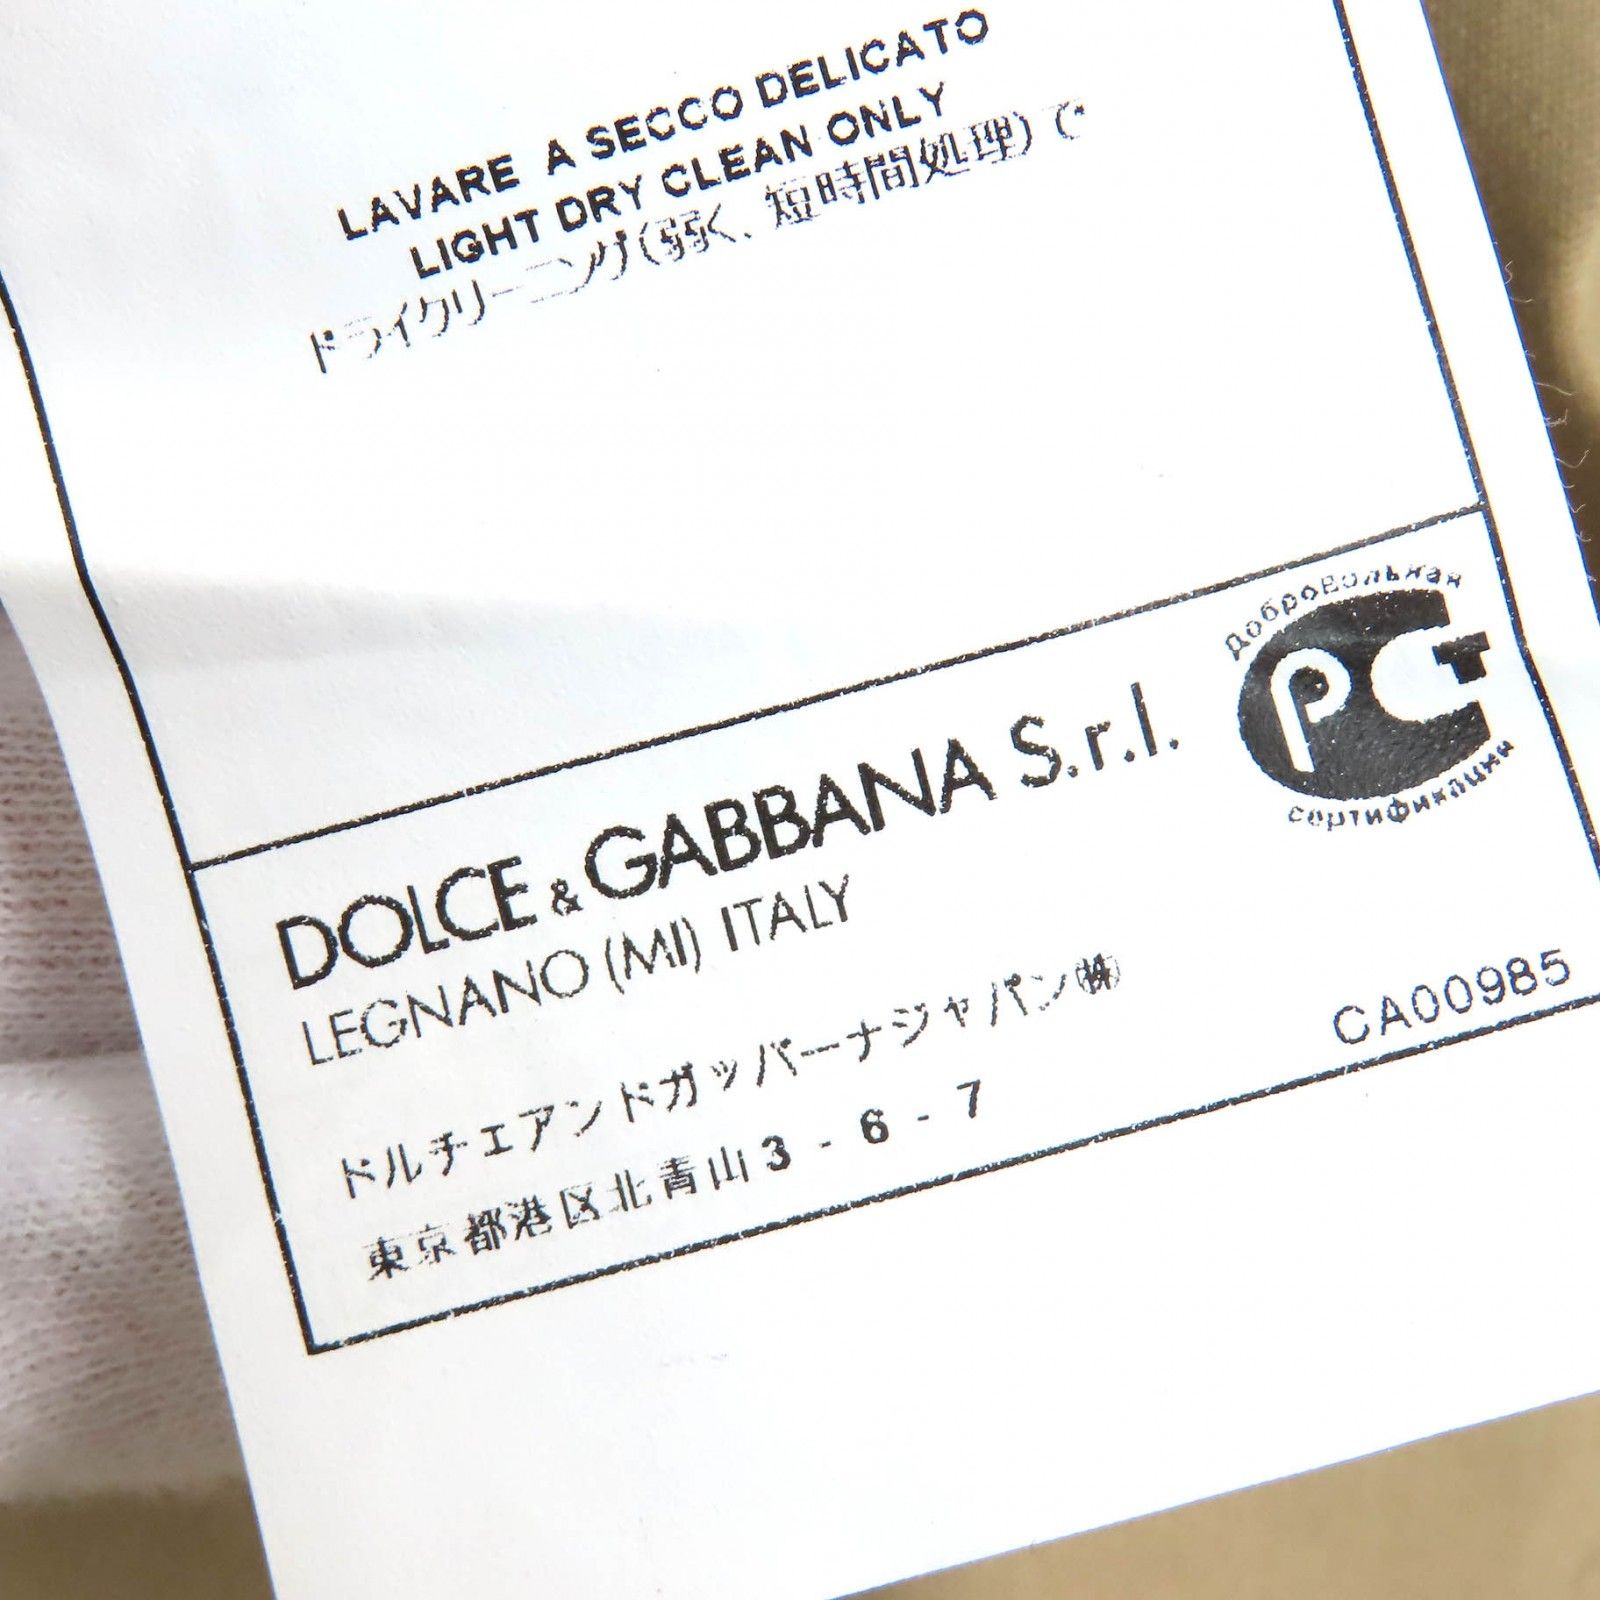 LAVARE A SECCO DELICATO
LIGHT DRY CLEAN ONLY
ドライクリーニング(弱く、短時間処理)で
Добровольная
РСТ
сертификация
DOLCE & GABBANA S.r.l.
LEGNANO (MI) ITALY
ドルチェアンドガッバーナジャパン㈱
東京都港区北青山3-6-7
CA00985